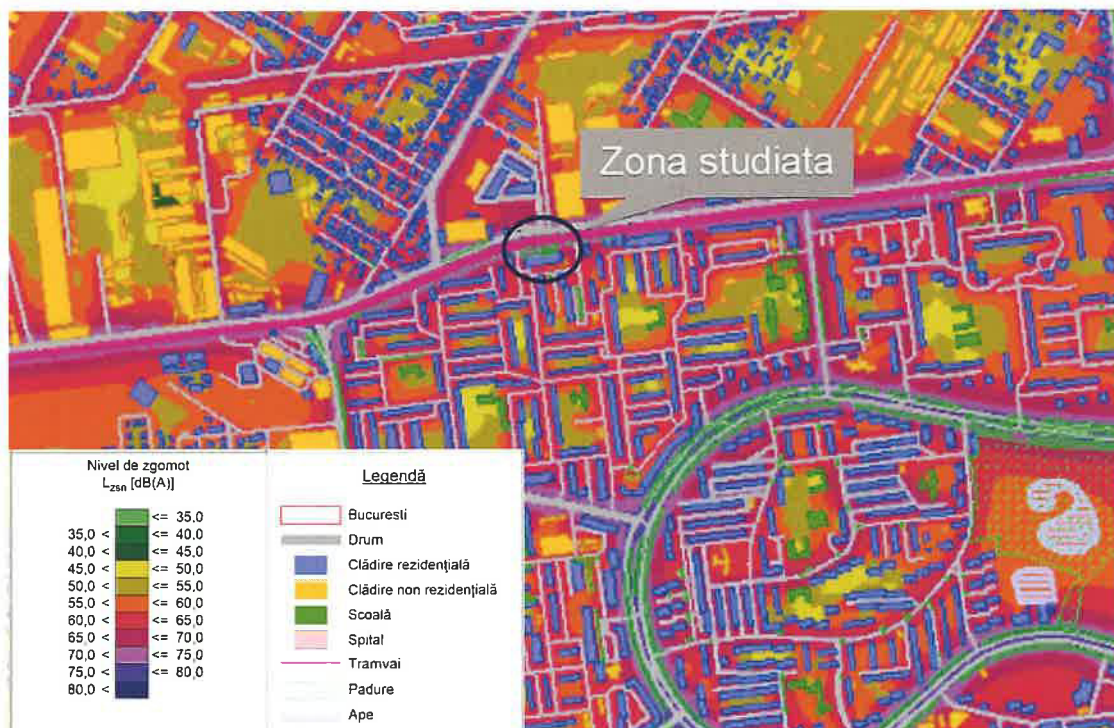 Zona studiata
Nivel de zgomot
Lzsn [dB(A)]
<= 35,0
35,0 < <= 40,0
40,0 < <= 45,0
45,0 < <= 50,0
50,0 < <= 55,0
55,0 < <= 60,0
60,0 < <= 65,0
65,0 < <= 70,0
70,0 < <= 75,0
75,0 < <= 80,0
80,0 <
Legendă
Bucuresti
Drum
Clădire rezidenţială
Clădire non rezidenţială
Scoală
Spital
Tramvai
Padure
Ape